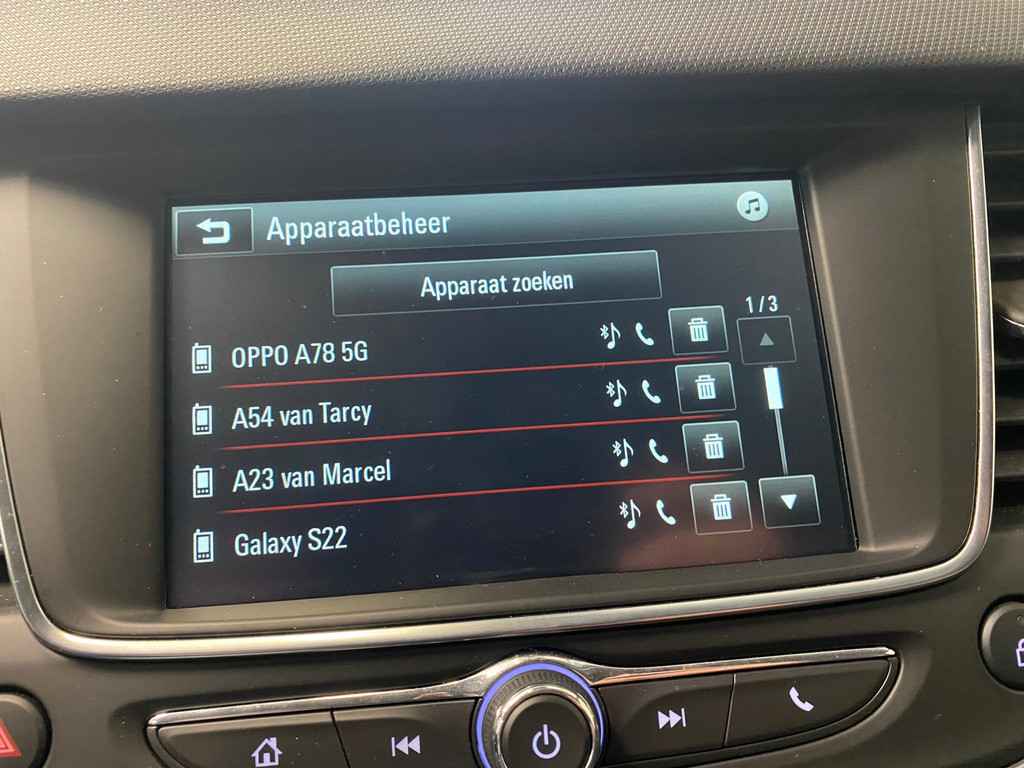 Apparaatbeheer
Apparaat zoeken
1/3
OPPO A78 5G
A54 van Tarcy
A23 van Marcel
Galaxy S22